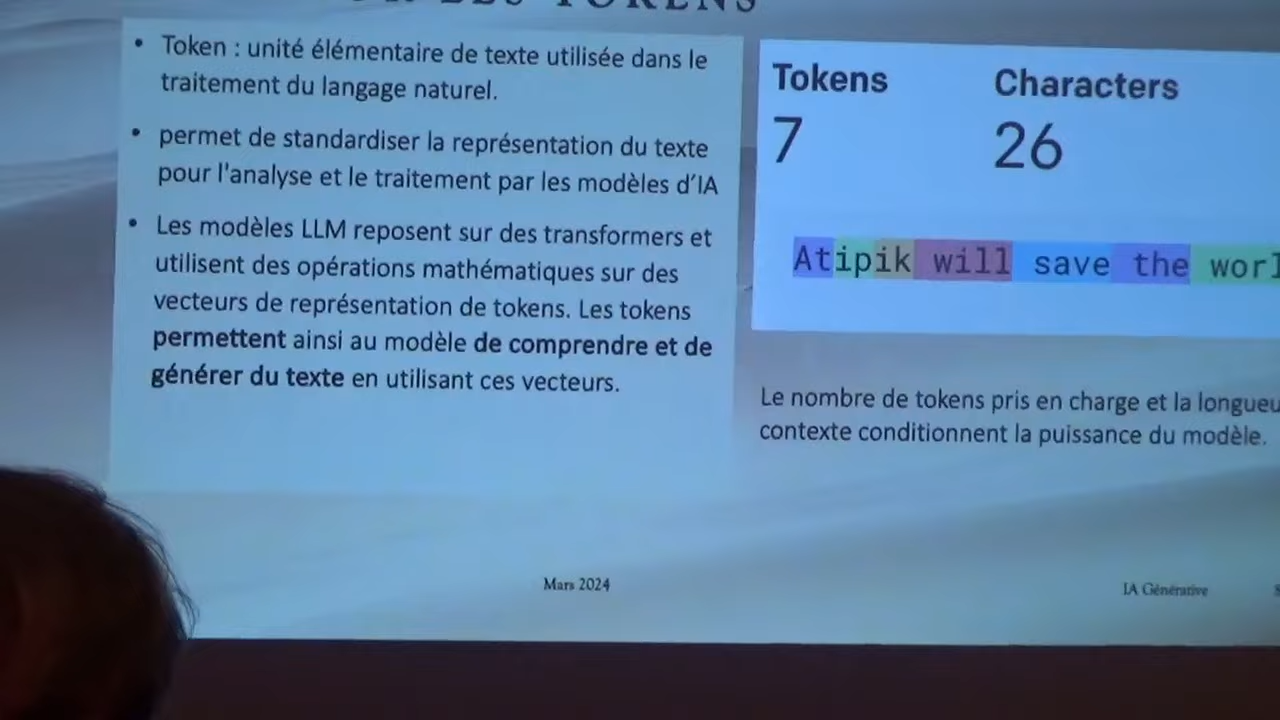 LES TOKENS
• Token : unité élémentaire de texte utilisée dans le
traitement du langage naturel.
• permet de standardiser la représentation du texte
pour l'analyse et le traitement par les modèles d'IA
• Les modèles LLM reposent sur des transformers et
utilisent des opérations mathématiques sur des
vecteurs de représentation de tokens. Les tokens
permettent ainsi au modèle de comprendre et de
générer du texte en utilisant ces vecteurs.
Tokens Characters
7 26
Atipik will save the
Le nombre de tokens pris en charge et la
contexte conditionnent la puissance du modèle.
Mars 2024
IA Générative